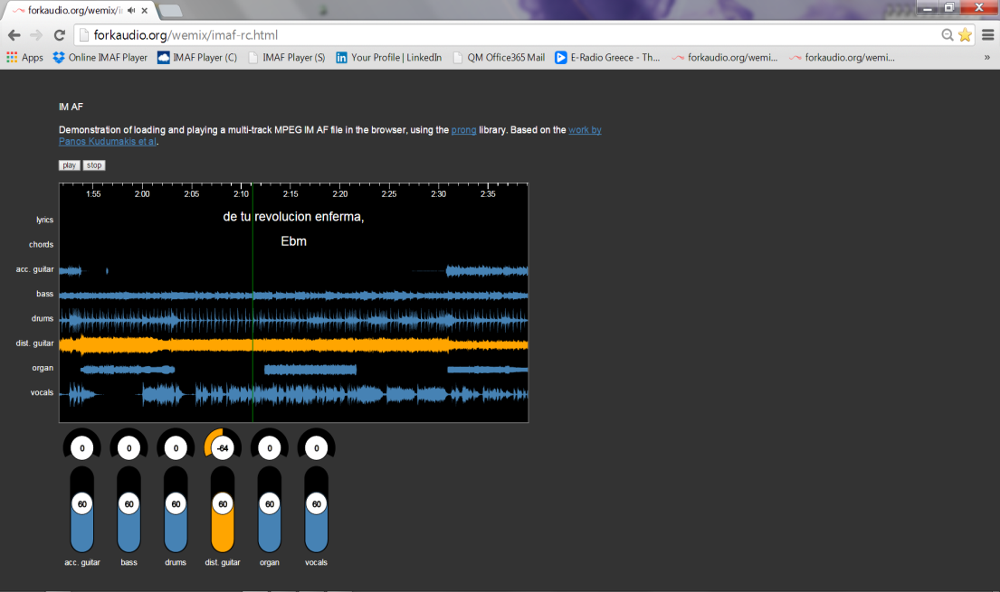 forkaudio.org/wemix/i
forkaudio.org/wemix/imaf-rc.html
Apps Online IMAF Player IMAF Player (C) IMAF Player (S) Your Profile | LinkedIn QM Office365 Mail E-Radio Greece - Th... forkaudio.org/wemi... forkaudio.org/wemi... »
IM AF
Demonstration of loading and playing a multi-track MPEG IM AF file in the browser, using the prong library. Based on the work by
Panos Kudumakis et al.
play stop
1:55 2:00 2:05 2:10 2:15 2:20 2:25 2:30 2:35
lyrics de tu revolucion enferma,
chords Ebm
acc. guitar
bass
drums
dist. guitar
organ
vocals
0 0 0 -64 0 0
60 60 60 60 60 60
acc. guitar bass drums dist. guitar organ vocals